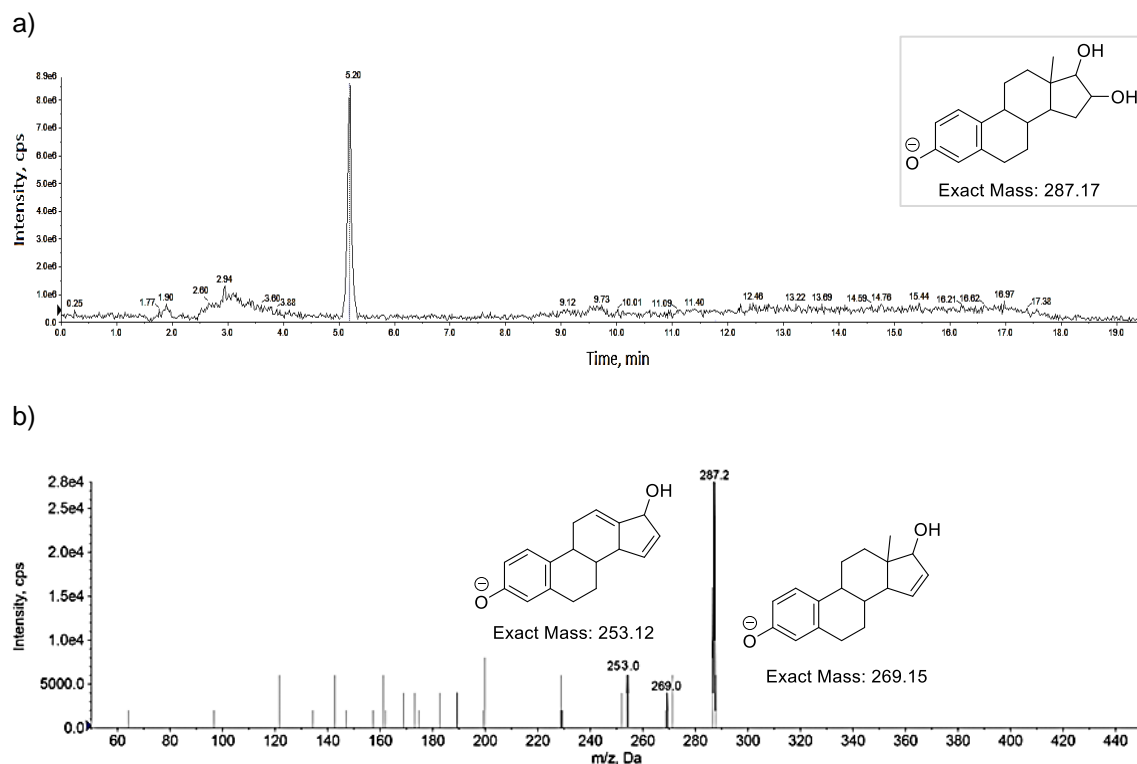 a)
8.9e6
8.0e6
7.0e6
6.0e6
5.0e6
4.0e6
3.0e6
2.0e6
1.0e6
0.0
Intensity, cps
0.25
1.77
1.90
2.60
2.94
3.60
3.88
5.20
9.12
9.73
10.01
11.09
11.40
12.46
13.22
13.69
14.59
14.76
15.44
16.21
16.62
16.97
17.38
0.0 1.0 2.0 3.0 4.0 5.0 6.0 7.0 8.0 9.0 10.0 11.0 12.0 13.0 14.0 15.0 16.0 17.0 18.0 19.0
Time, min
OH
OH
O
Exact Mass: 287.17
b)
2.8e4
2.5e4
2.0e4
1.5e4
1.0e4
5000.0
0.0
Intensity, cps
OH
O
Exact Mass: 253.12
253.0
269.0
287.2
OH
O
Exact Mass: 269.15
60 80 100 120 140 160 180 200 220 240 260 280 300 320 340 360 380 400 420 440
m/z, Da